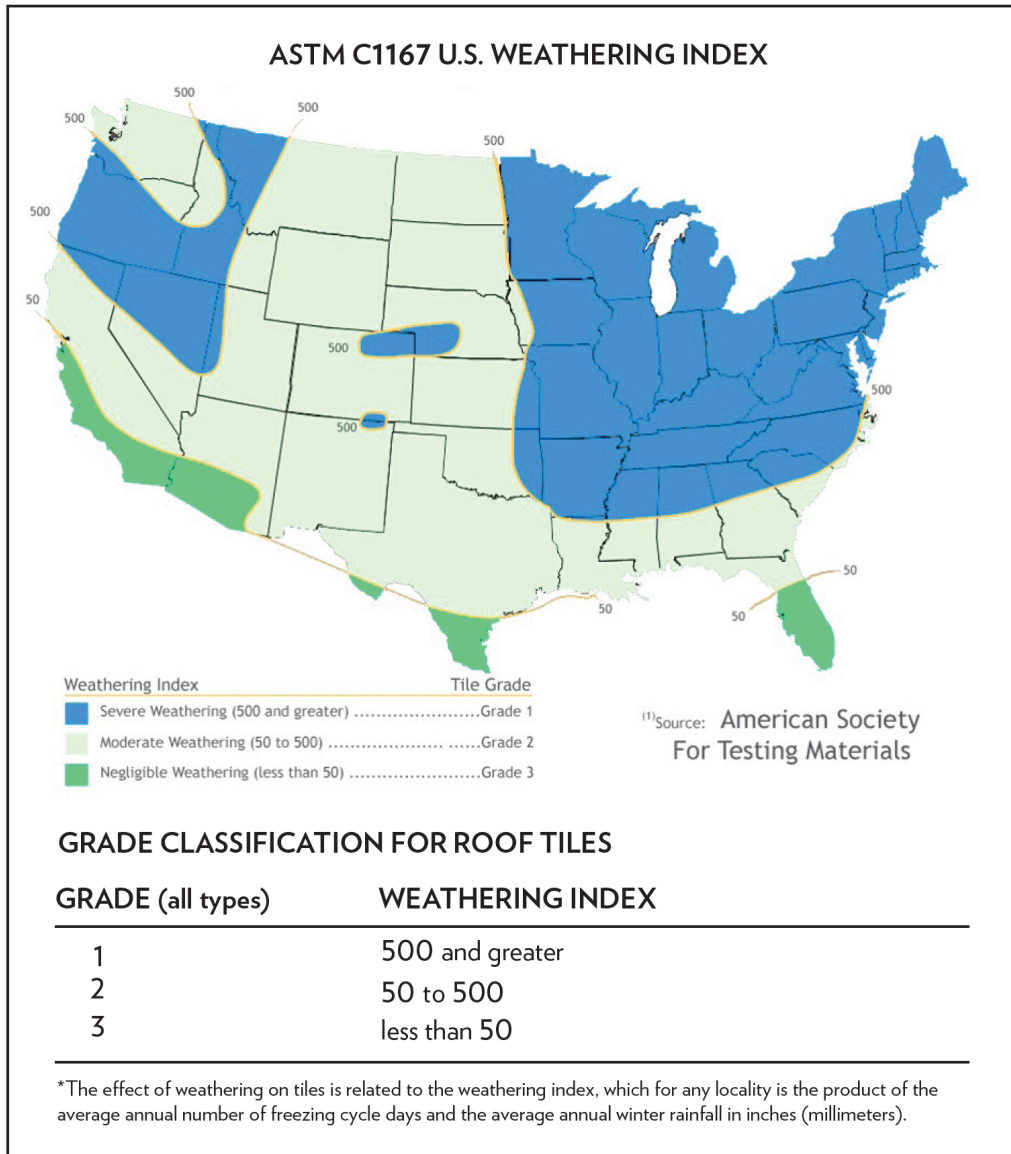 ASTM C1167 U.S. WEATHERING INDEX
500
500
500
500
500
50
500
500
500
50
50
50
Weathering Index Tile Grade
Severe Weathering (500 and greater) ........................Grade 1
Moderate Weathering (50 to 500) ...................... ......Grade 2
Negligible Weathering (less than 50) .........................Grade 3
(1)Source: American Society
For Testing Materials
GRADE CLASSIFICATION FOR ROOF TILES
GRADE (all types) WEATHERING INDEX
1 500 and greater
2 50 to 500
3 less than 50
*The effect of weathering on tiles is related to the weathering index, which for any locality is the product of the
average annual number of freezing cycle days and the average annual winter rainfall in inches (millimeters).